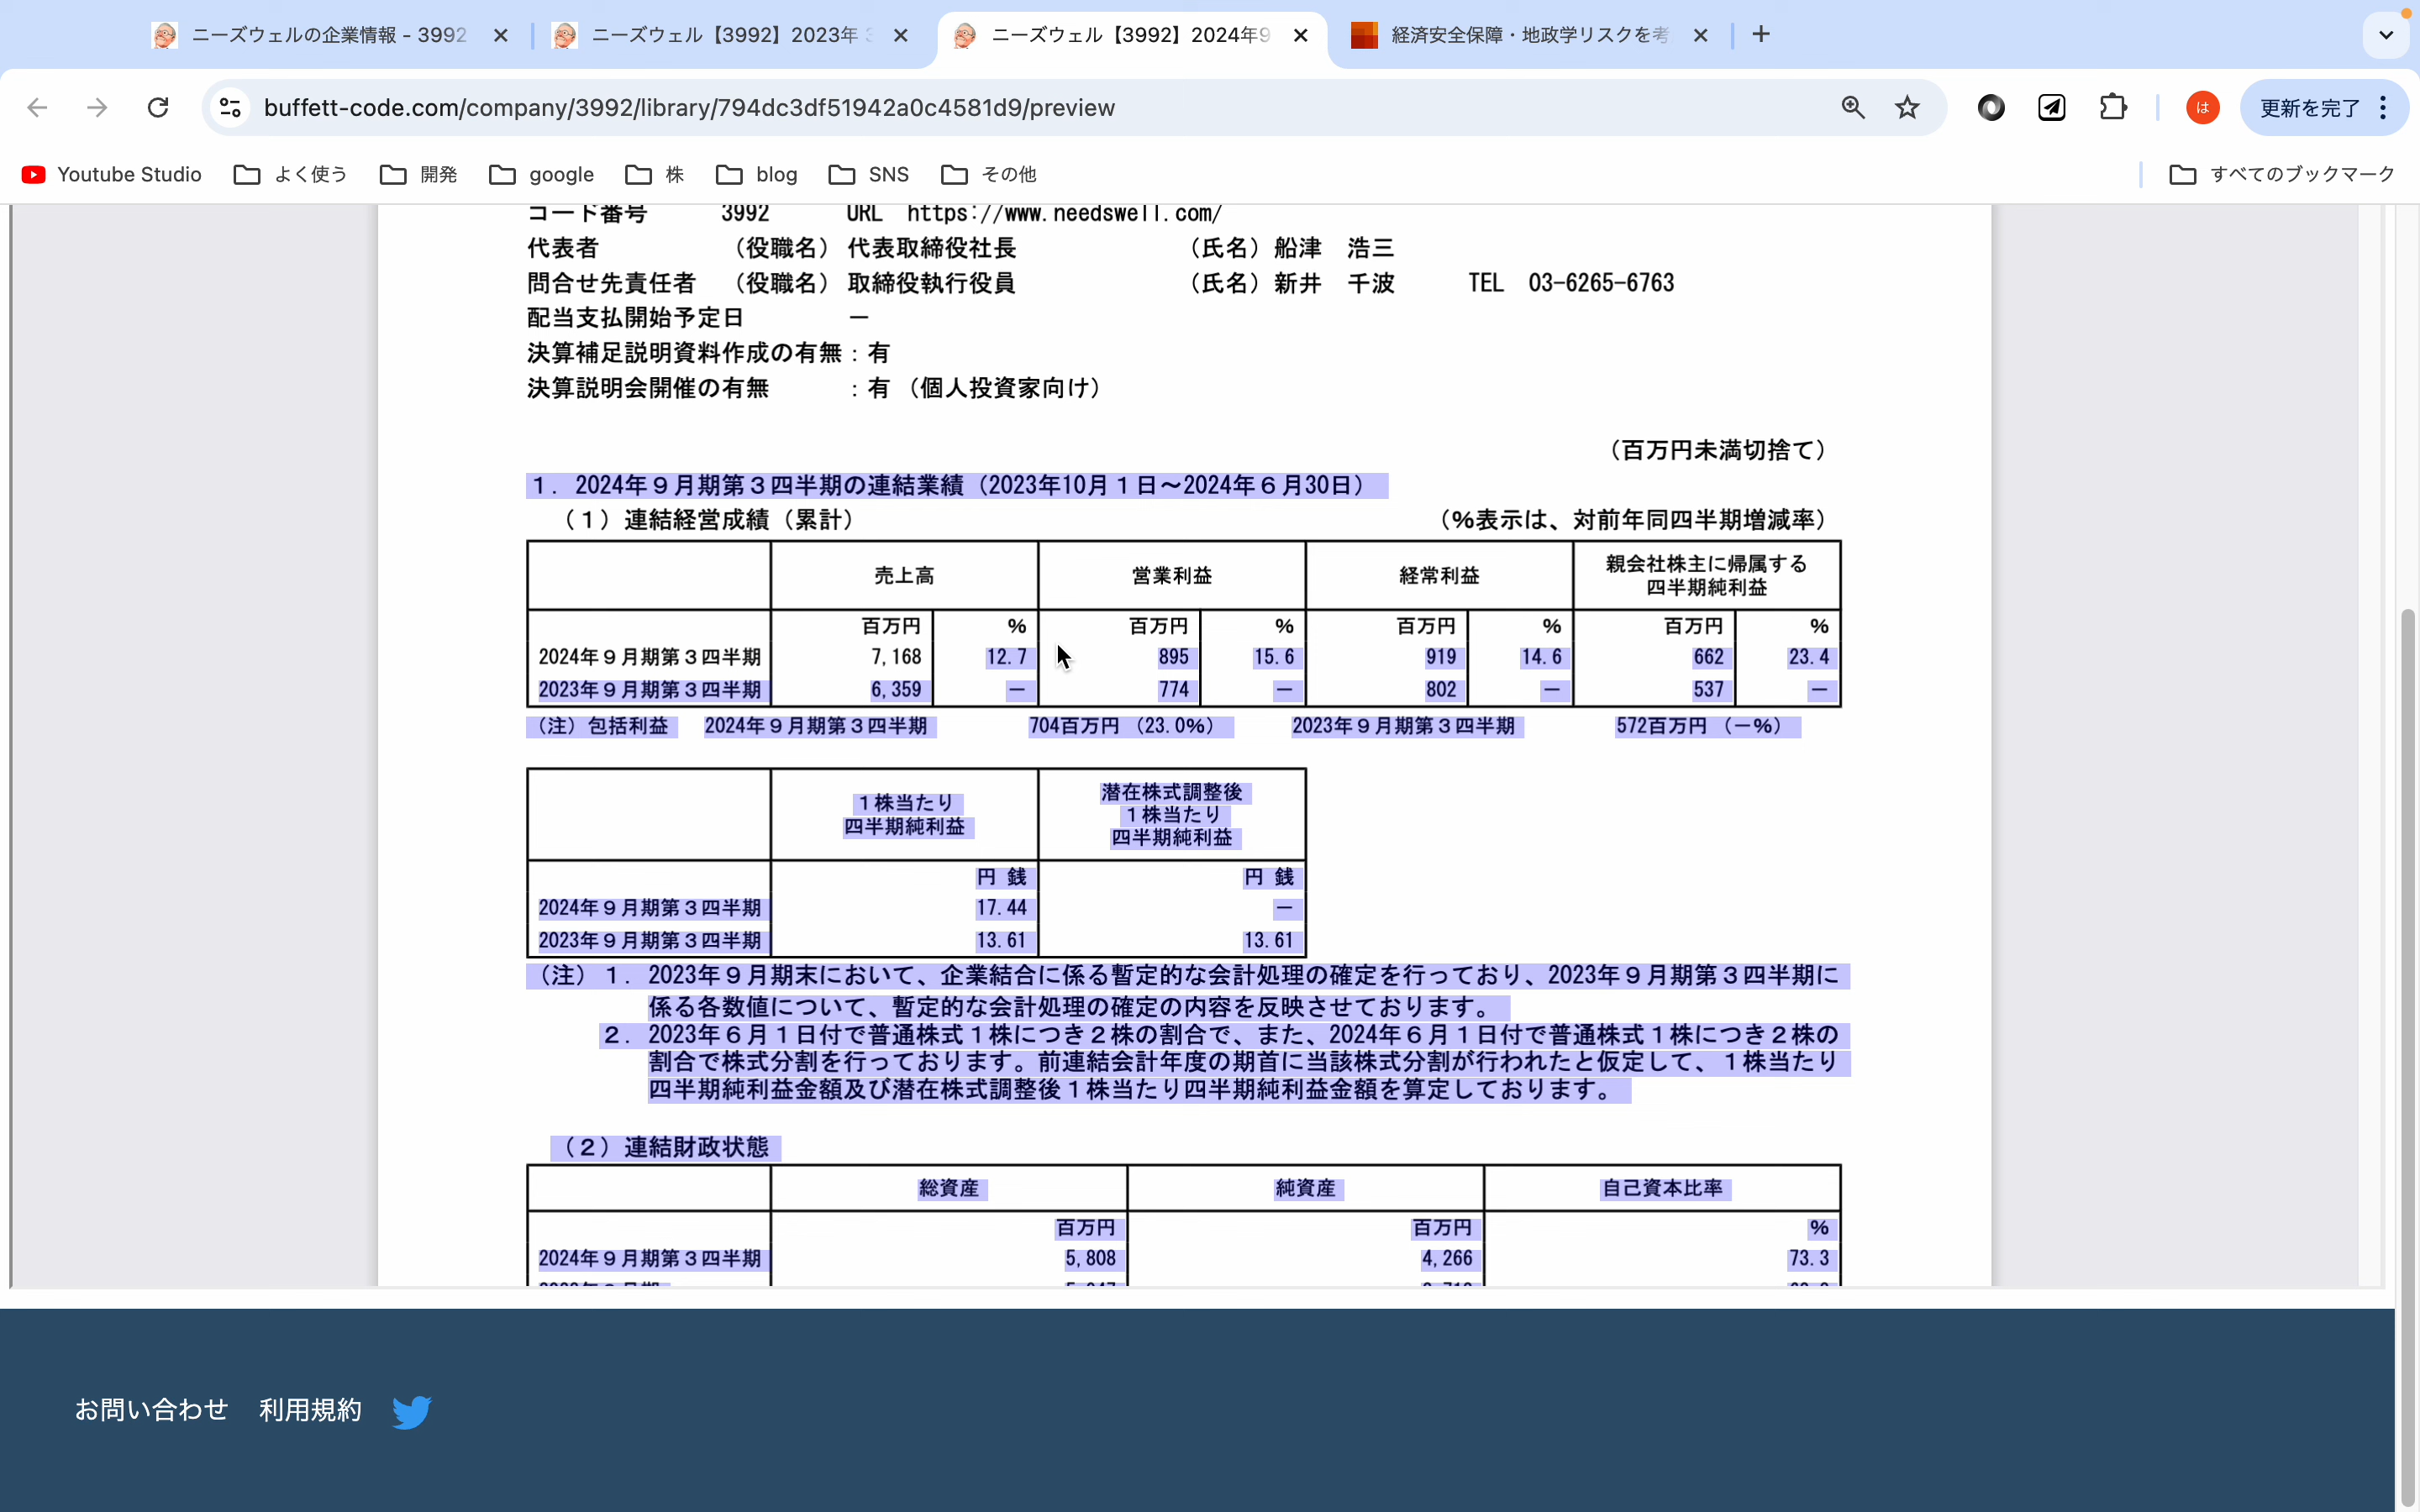 ニーズウェルの企業情報 - 3992
ニーズウェル【3992】2023年
ニーズウェル【3992】2024年9
経済安全保障・地政学リスクを考
buffett-code.com/company/3992/library/794dc3df51942a0c4581d9/preview
は
更新を完了
Youtube Studio
よく使う
開発
google
株
blog
SNS
その他
すべてのブックマーク
コード番号 3992 URL https://www.needswell.com/
代表者 （役職名）代表取締役社長 （氏名）船津　浩三
問合せ先責任者 （役職名）取締役執行役員 （氏名）新井　千波 TEL 03-6265-6763
配当支払開始予定日 －
決算補足説明資料作成の有無：有
決算説明会開催の有無 ：有 （個人投資家向け）
（百万円未満切捨て）
１．2024年９月期第３四半期の連結業績（2023年10月１日～2024年６月30日）
（１）連結経営成績（累計） （％表示は、対前年同四半期増減率）
売上高 営業利益 経常利益 親会社株主に帰属する
四半期純利益
百万円 ％ 百万円 ％ 百万円 ％ 百万円 ％
2024年９月期第３四半期 7,168 12.7 895 15.6 919 14.6 662 23.4
2023年９月期第３四半期 6,359 － 774 － 802 － 537 －
（注）包括利益 2024年９月期第３四半期 704百万円（23.0％） 2023年９月期第３四半期 572百万円（－％）
１株当たり
四半期純利益
潜在株式調整後
１株当たり
四半期純利益
円 銭 円 銭
2024年９月期第３四半期 17.44 －
2023年９月期第３四半期 13.61 13.61
（注）１．2023年９月期末において、企業結合に係る暫定的な会計処理の確定を行っており、2023年９月期第３四半期に
係る各数値について、暫定的な会計処理の確定の内容を反映させております。
２．2023年６月１日付で普通株式１株につき２株の割合で、また、2024年６月１日付で普通株式１株につき２株の
割合で株式分割を行っております。前連結会計年度の期首に当該株式分割が行われたと仮定して、１株当たり
四半期純利益金額及び潜在株式調整後１株当たり四半期純利益金額を算定しております。
（２）連結財政状態
総資産 純資産 自己資本比率
百万円 百万円 ％
2024年９月期第３四半期 5,808 4,266 73.3
お問い合わせ 利用規約